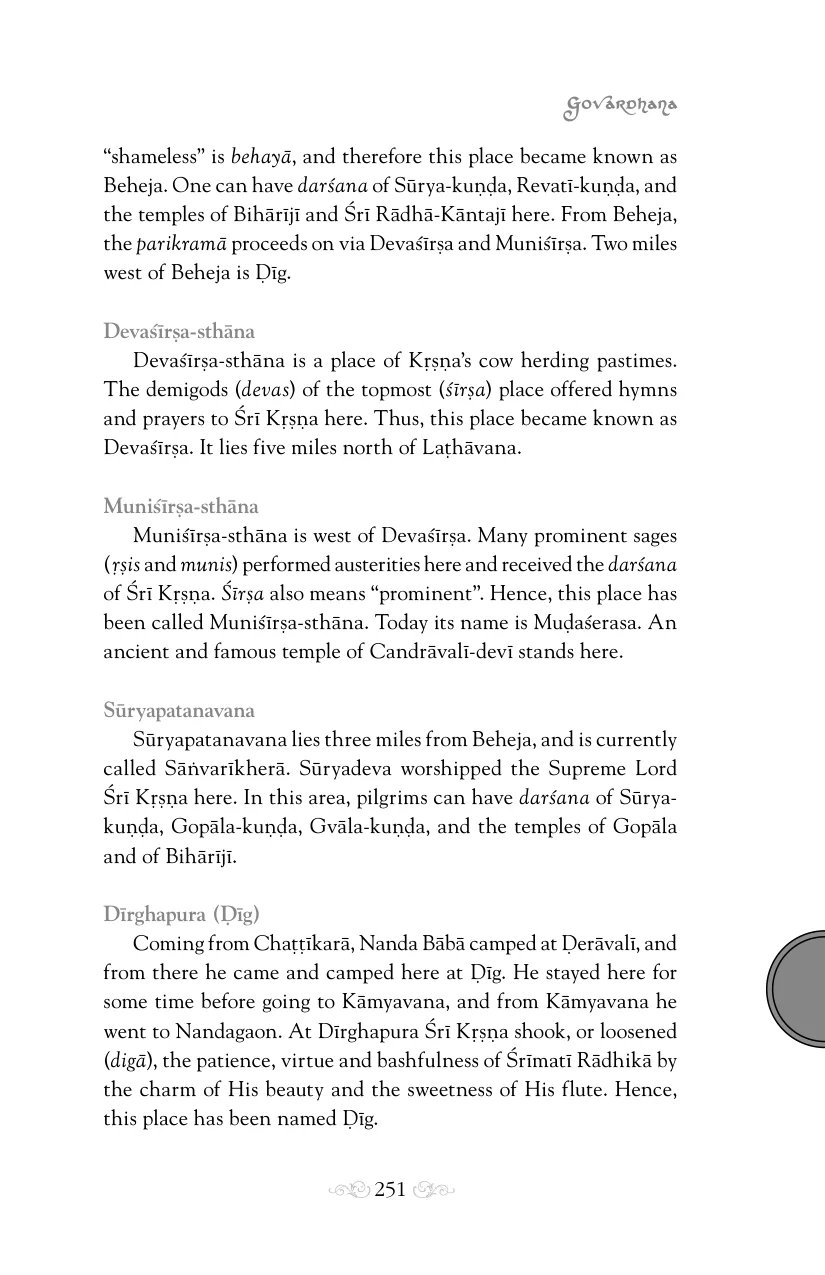 Govardhana
“shameless” is behayā, and therefore this place became known as
Beheja. One can have darśana of Sūrya-kuṇḍa, Revatī-kuṇḍa, and
the temples of Bihārījī and Śrī Rādhā-Kāntajī here. From Beheja,
the parikramā proceeds on via Devaśīrṣa and Muniśīrṣa. Two miles
west of Beheja is Ḍīg.
Devaśīrṣa-sthāna
Devaśīrṣa-sthāna is a place of Kṛṣṇa’s cow herding pastimes.
The demigods (devas) of the topmost (śīrṣa) place offered hymns
and prayers to Śrī Kṛṣṇa here. Thus, this place became known as
Devaśīrṣa. It lies five miles north of Laṭhāvana.
Muniśīrṣa-sthāna
Muniśīrṣa-sthāna is west of Devaśīrṣa. Many prominent sages
(ṛṣis and munis) performed austerities here and received the darśana
of Śrī Kṛṣṇa. Śīrṣa also means “prominent”. Hence, this place has
been called Muniśīrṣa-sthāna. Today its name is Muḍaśerasa. An
ancient and famous temple of Candrāvalī-devī stands here.
Sūryapatanavana
Sūryapatanavana lies three miles from Beheja, and is currently
called Sāṅvarīkherā. Sūryadeva worshipped the Supreme Lord
Śrī Kṛṣṇa here. In this area, pilgrims can have darśana of Sūrya-
kuṇḍa, Gopāla-kuṇḍa, Gvāla-kuṇḍa, and the temples of Gopāla
and of Bihārījī.
Dīrghapura (Ḍīg)
Coming from Chaṭṭīkarā, Nanda Bābā camped at Ḍerāvalī, and
from there he came and camped here at Ḍīg. He stayed here for
some time before going to Kāmyavana, and from Kāmyavana he
went to Nandagaon. At Dīrghapura Śrī Kṛṣṇa shook, or loosened
(digā), the patience, virtue and bashfulness of Śrīmatī Rādhikā by
the charm of His beauty and the sweetness of His flute. Hence,
this place has been named Ḍīg.
251